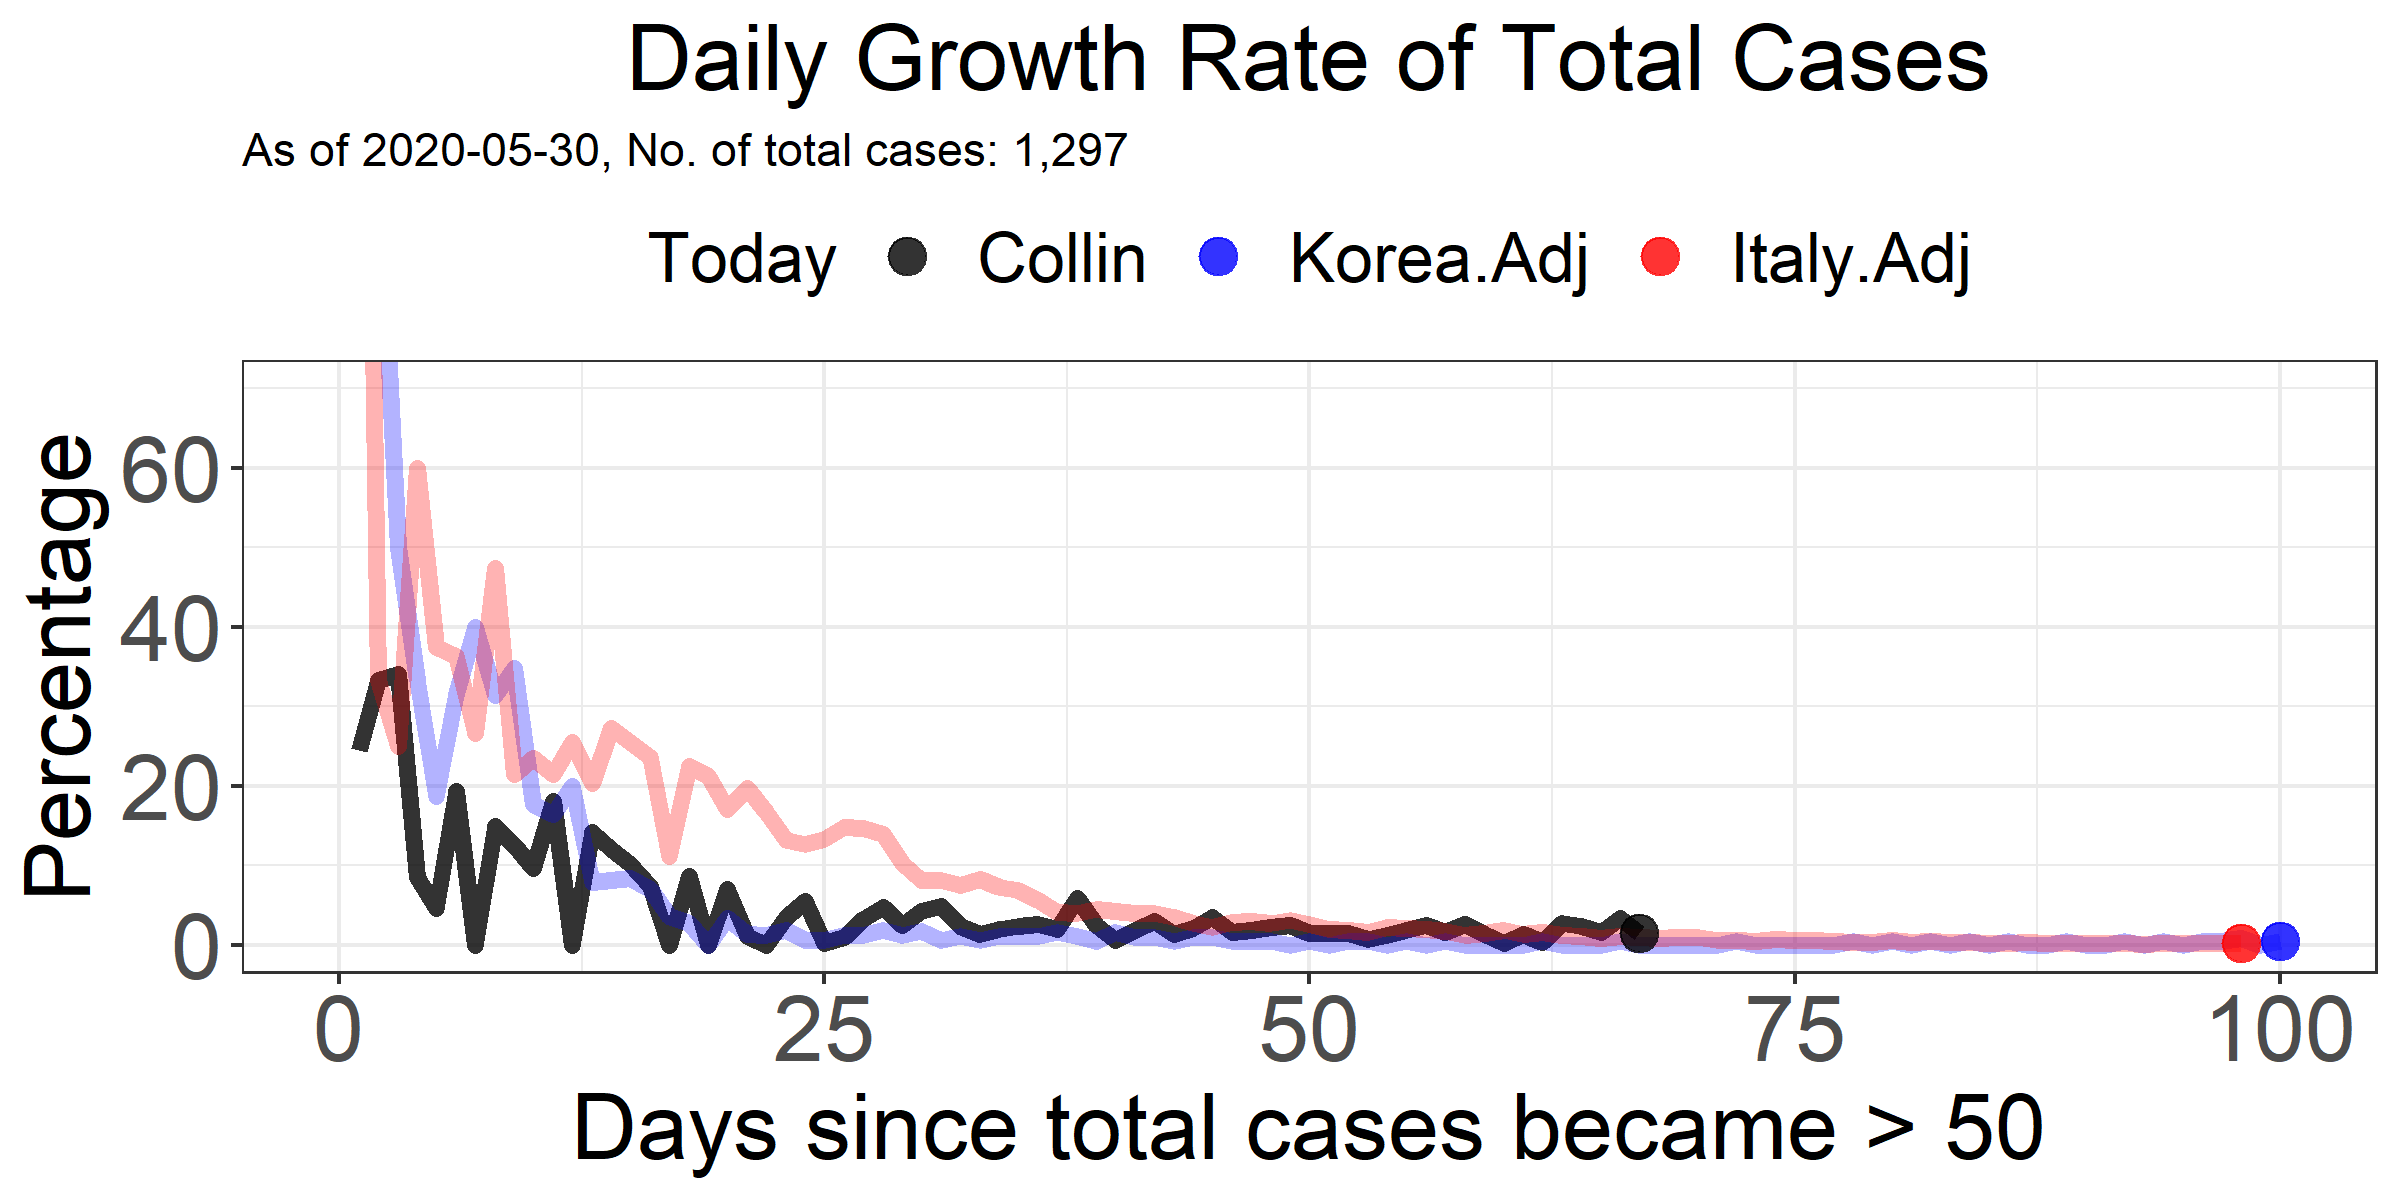 Daily Growth Rate of Total Cases
As of 2020-05-30, No. of total cases: 1,297
Today Collin Korea.Adj Italy.Adj
Percentage
60
40
20
0
0 25 50 75 100
Days since total cases became > 50